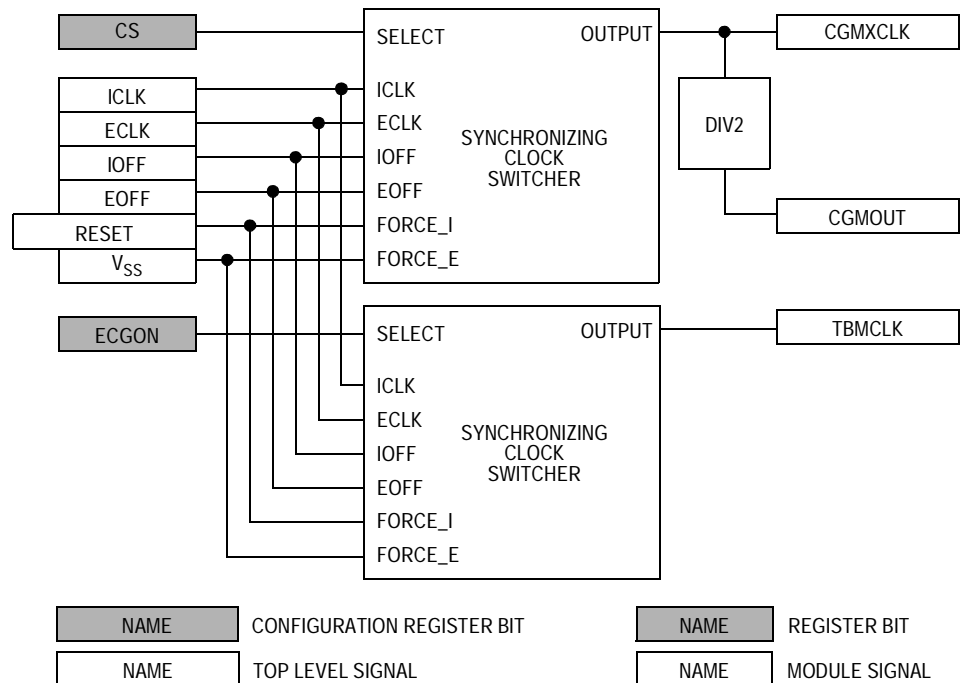 CS
SELECT
OUTPUT
CGMXCLK
ICLK
ECLK
IOFF
EOFF
RESET
VSS
ICLK
ECLK
IOFF
EOFF
FORCE_I
FORCE_E
SYNCHRONIZING
CLOCK
SWITCHER
DIV2
CGMOUT
ECGON
SELECT
OUTPUT
TBMCLK
ICLK
ECLK
IOFF
EOFF
FORCE_I
FORCE_E
SYNCHRONIZING
CLOCK
SWITCHER
NAME CONFIGURATION REGISTER BIT
NAME REGISTER BIT
NAME TOP LEVEL SIGNAL
NAME MODULE SIGNAL